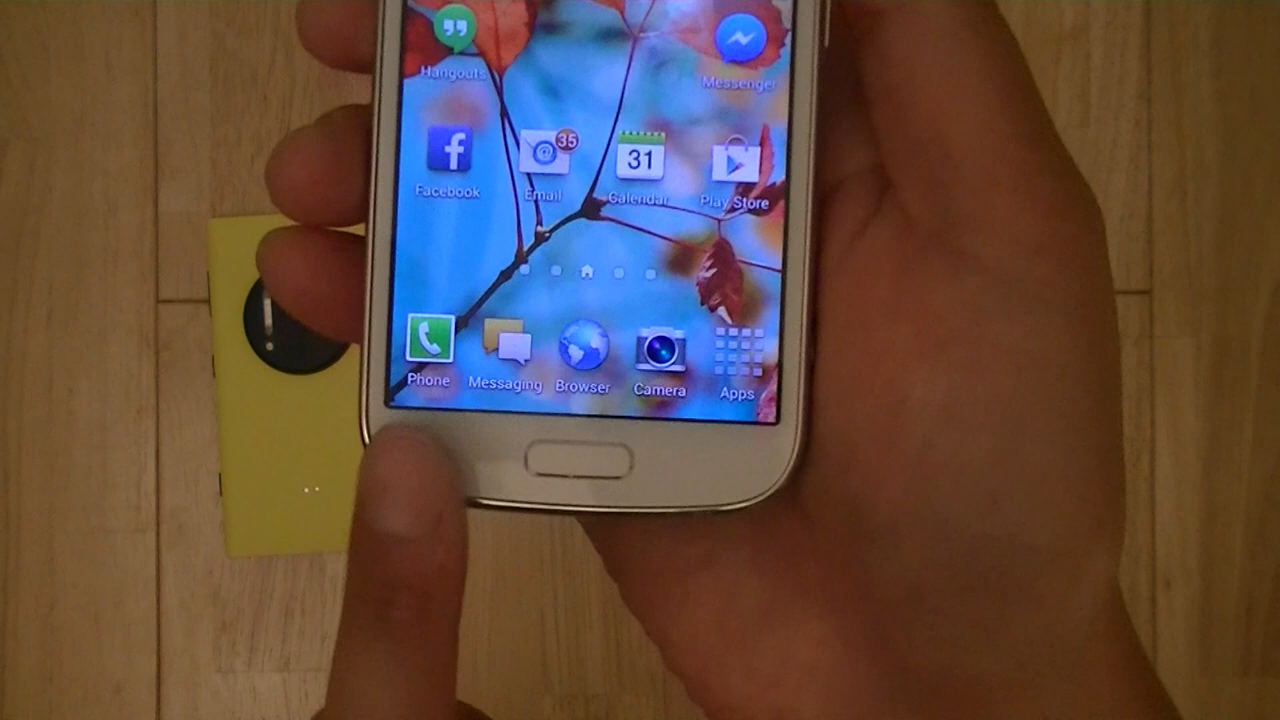 Hangouts
Messenger
35
31
Facebook
Email
Calendar
Play Store
Phone
Messaging
Browser
Camera
Apps